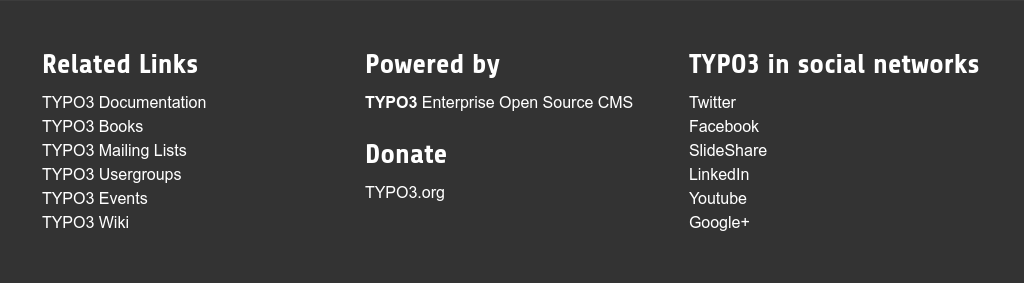 Related Links
TYPO3 Documentation
TYPO3 Books
TYPO3 Mailing Lists
TYPO3 Usergroups
TYPO3 Events
TYPO3 Wiki
Powered by
TYPO3 Enterprise Open Source CMS
Donate
TYPO3.org
TYPO3 in social networks
Twitter
Facebook
SlideShare
LinkedIn
Youtube
Google+